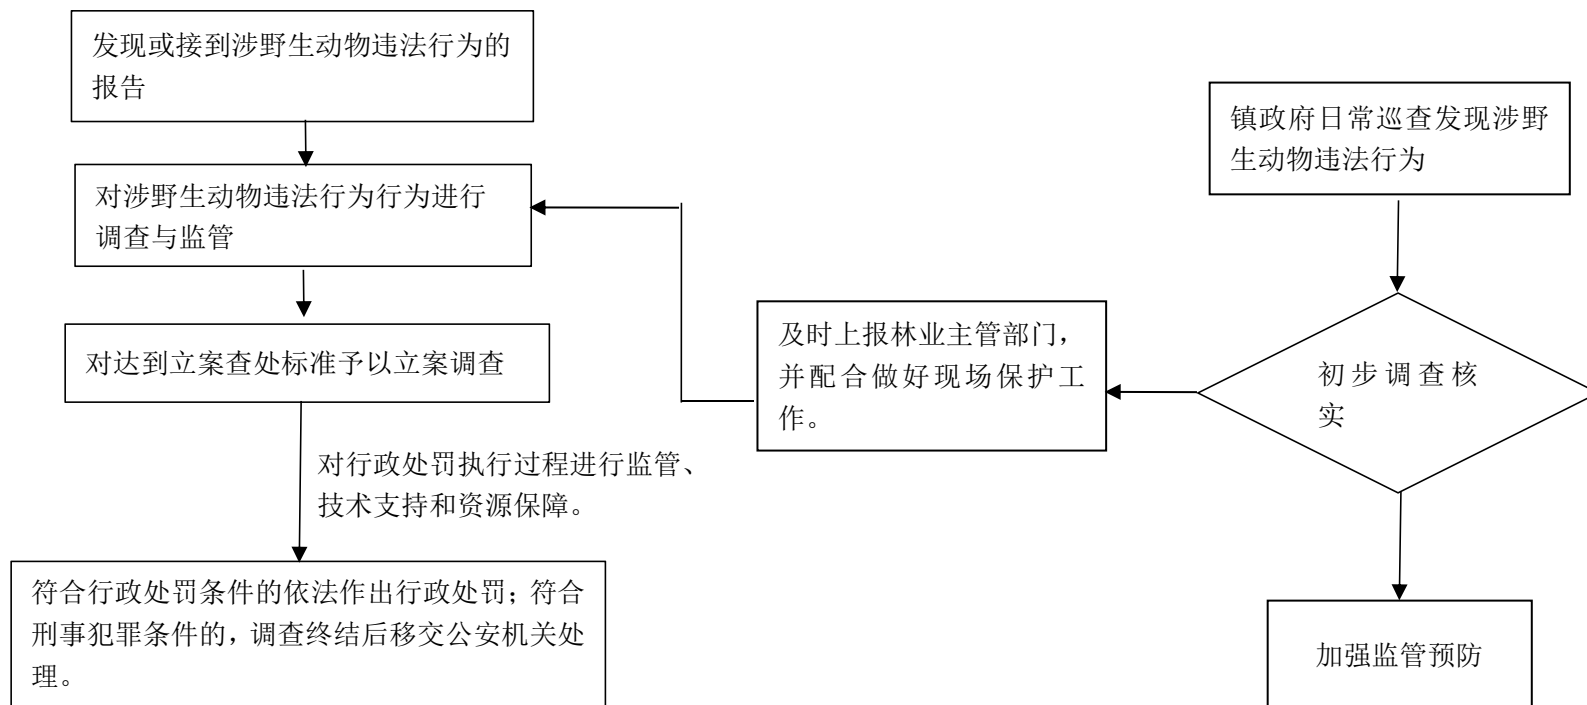 发现或接到涉野生动物违法行为的
报告
对涉野生动物违法行为行为进行
调查与监管
对达到立案查处标准予以立案调查
对行政处罚执行过程进行监管、
技术支持和资源保障。
符合行政处罚条件的依法作出行政处罚；符合
刑事犯罪条件的，调查终结后移交公安机关处
理。
镇政府日常巡查发现涉野
生动物违法行为
初步调查核
实
及时上报林业主管部门，
并配合做好现场保护工
作。
加强监管预防